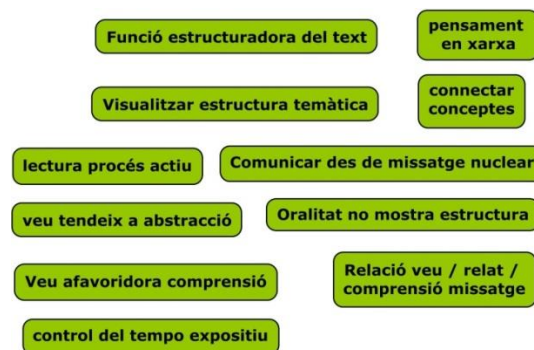 Funció estructuradora del text
pensament
en xarxa
Visualitzar estructura temàtica
connectar
conceptes
lectura procés actiu
Comunicar des de missatge nuclear
veu tendeix a abstracció
Oralitat no mostra estructura
Veu afavoridora comprensió
Relació veu / relat /
comprensió missatge
control del tempo expositiu